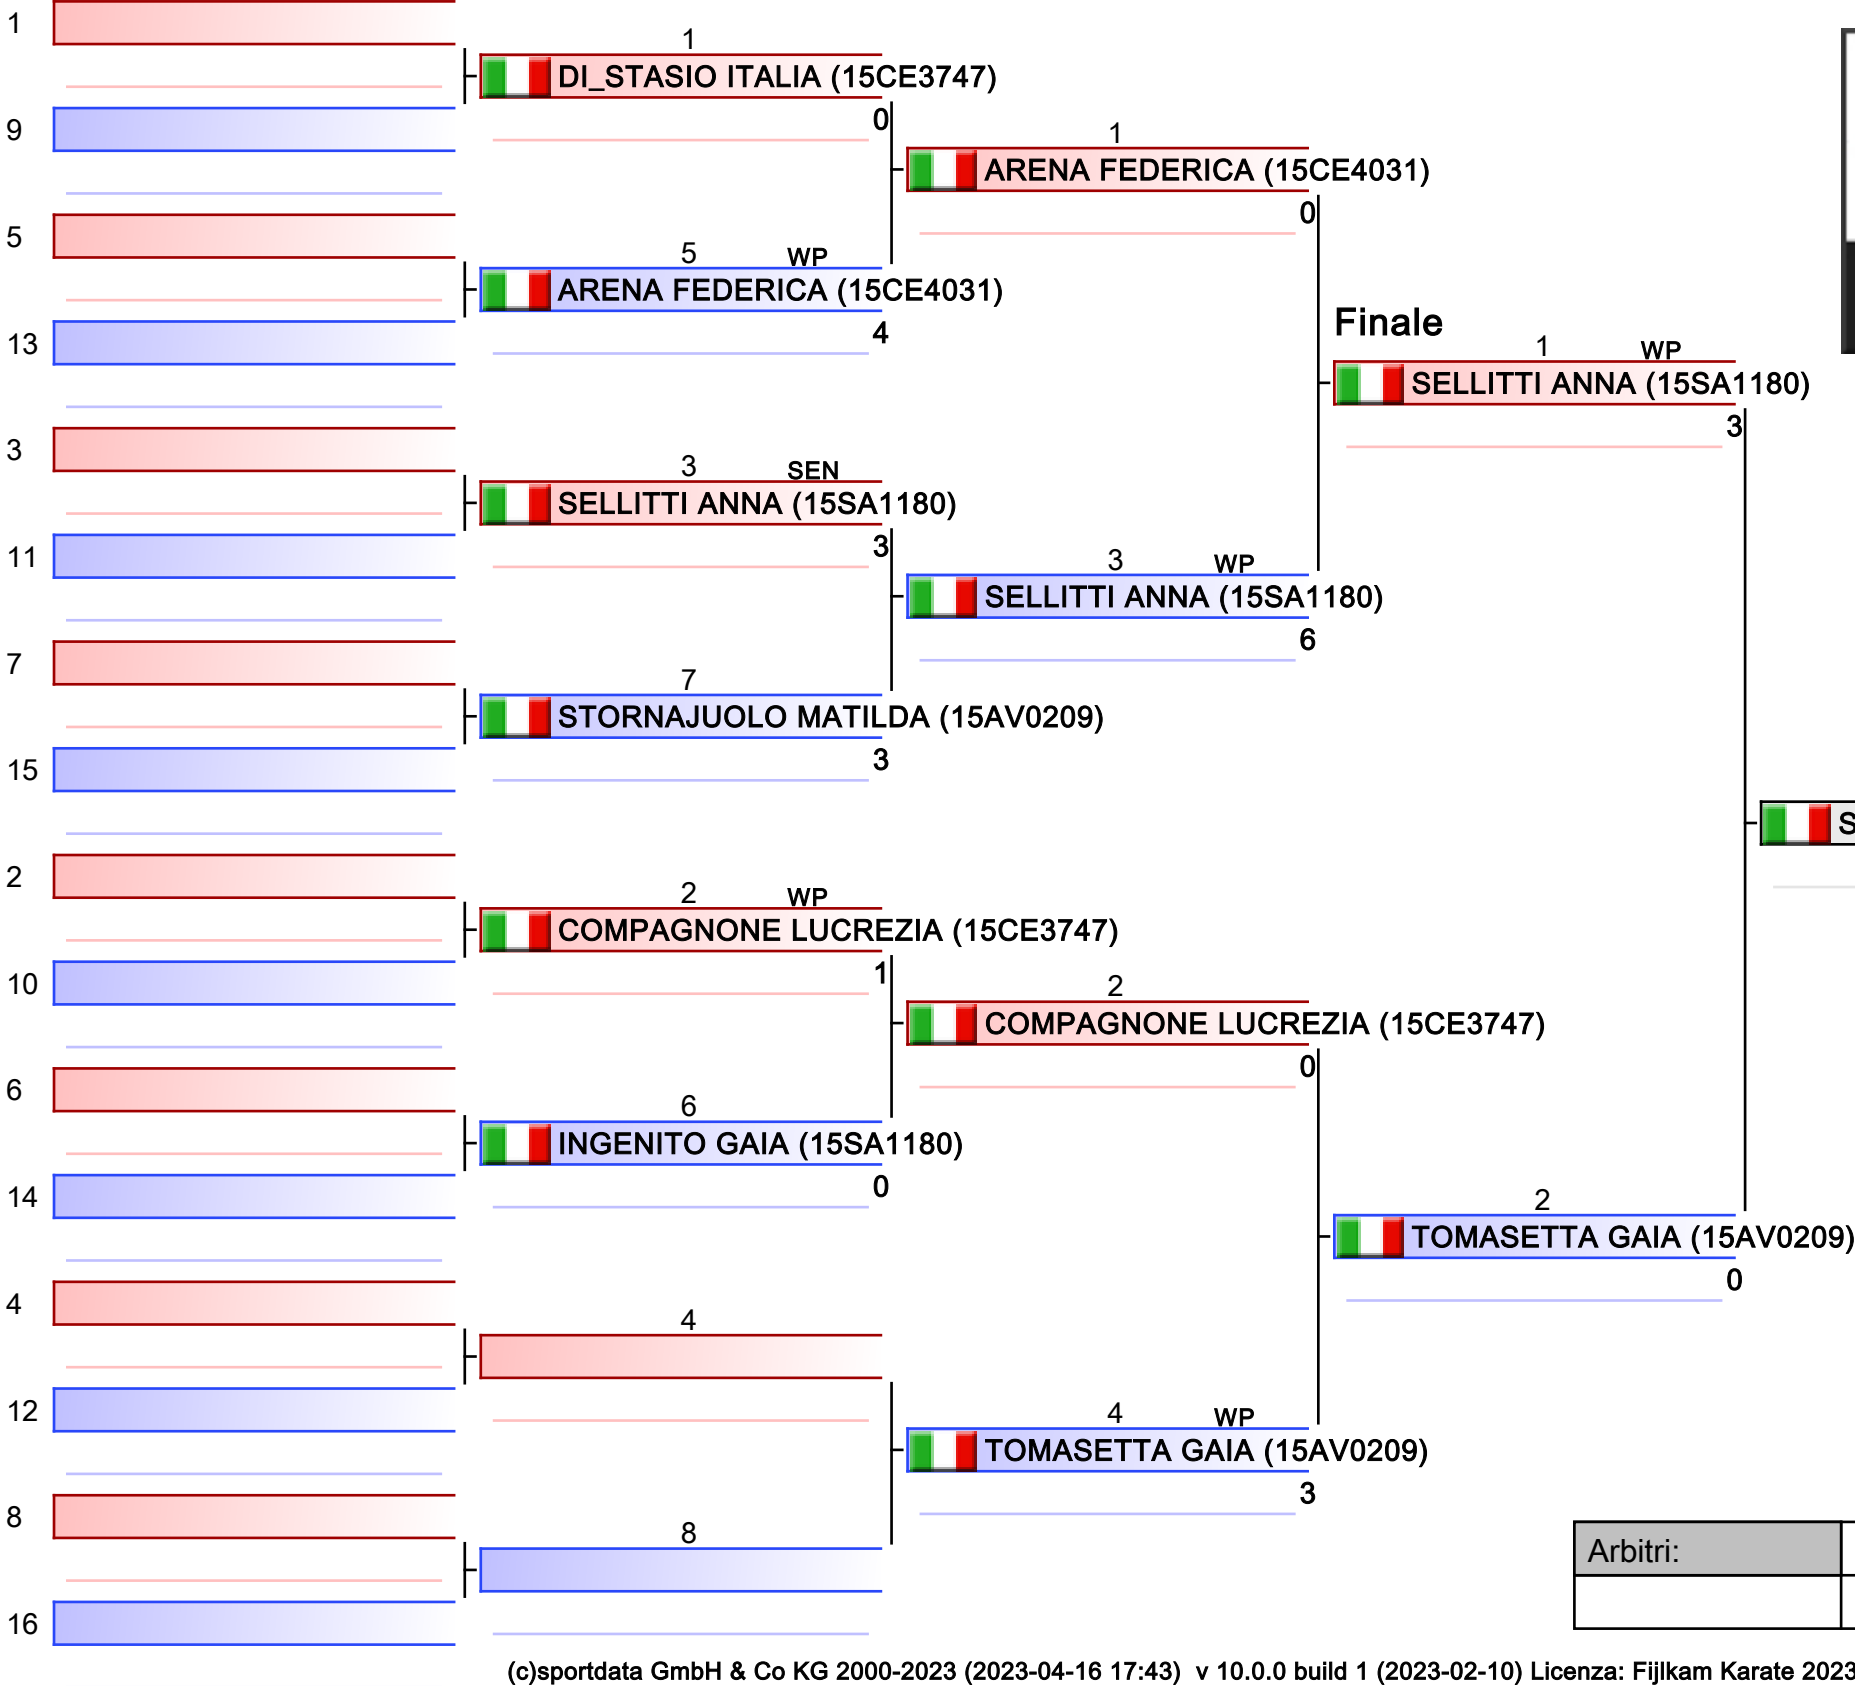 1
9
5
13
3
11
7
15
2
10
6
14
4
12
8
16
1
DI_STASIO ITALIA (15CE3747)
0
5 WP
ARENA FEDERICA (15CE4031)
4
3 SEN
SELLITTI ANNA (15SA1180)
3
7
STORNAJUOLO MATILDA (15AV0209)
3
2 WP
COMPAGNONE LUCREZIA (15CE3747)
1
6
INGENITO GAIA (15SA1180)
0
4
8
1
ARENA FEDERICA (15CE4031)
0
3 WP
SELLITTI ANNA (15SA1180)
6
2
COMPAGNONE LUCREZIA (15CE3747)
0
4 WP
TOMASETTA GAIA (15AV0209)
3
Finale
1 WP
SELLITTI ANNA (15SA1180)
3
2
TOMASETTA GAIA (15AV0209)
0
S
Arbitri:
(c)sportdata GmbH & Co KG 2000-2023 (2023-04-16 17:43) v 10.0.0 build 1 (2023-02-10) Licenza: Fijlkam Karate 2023